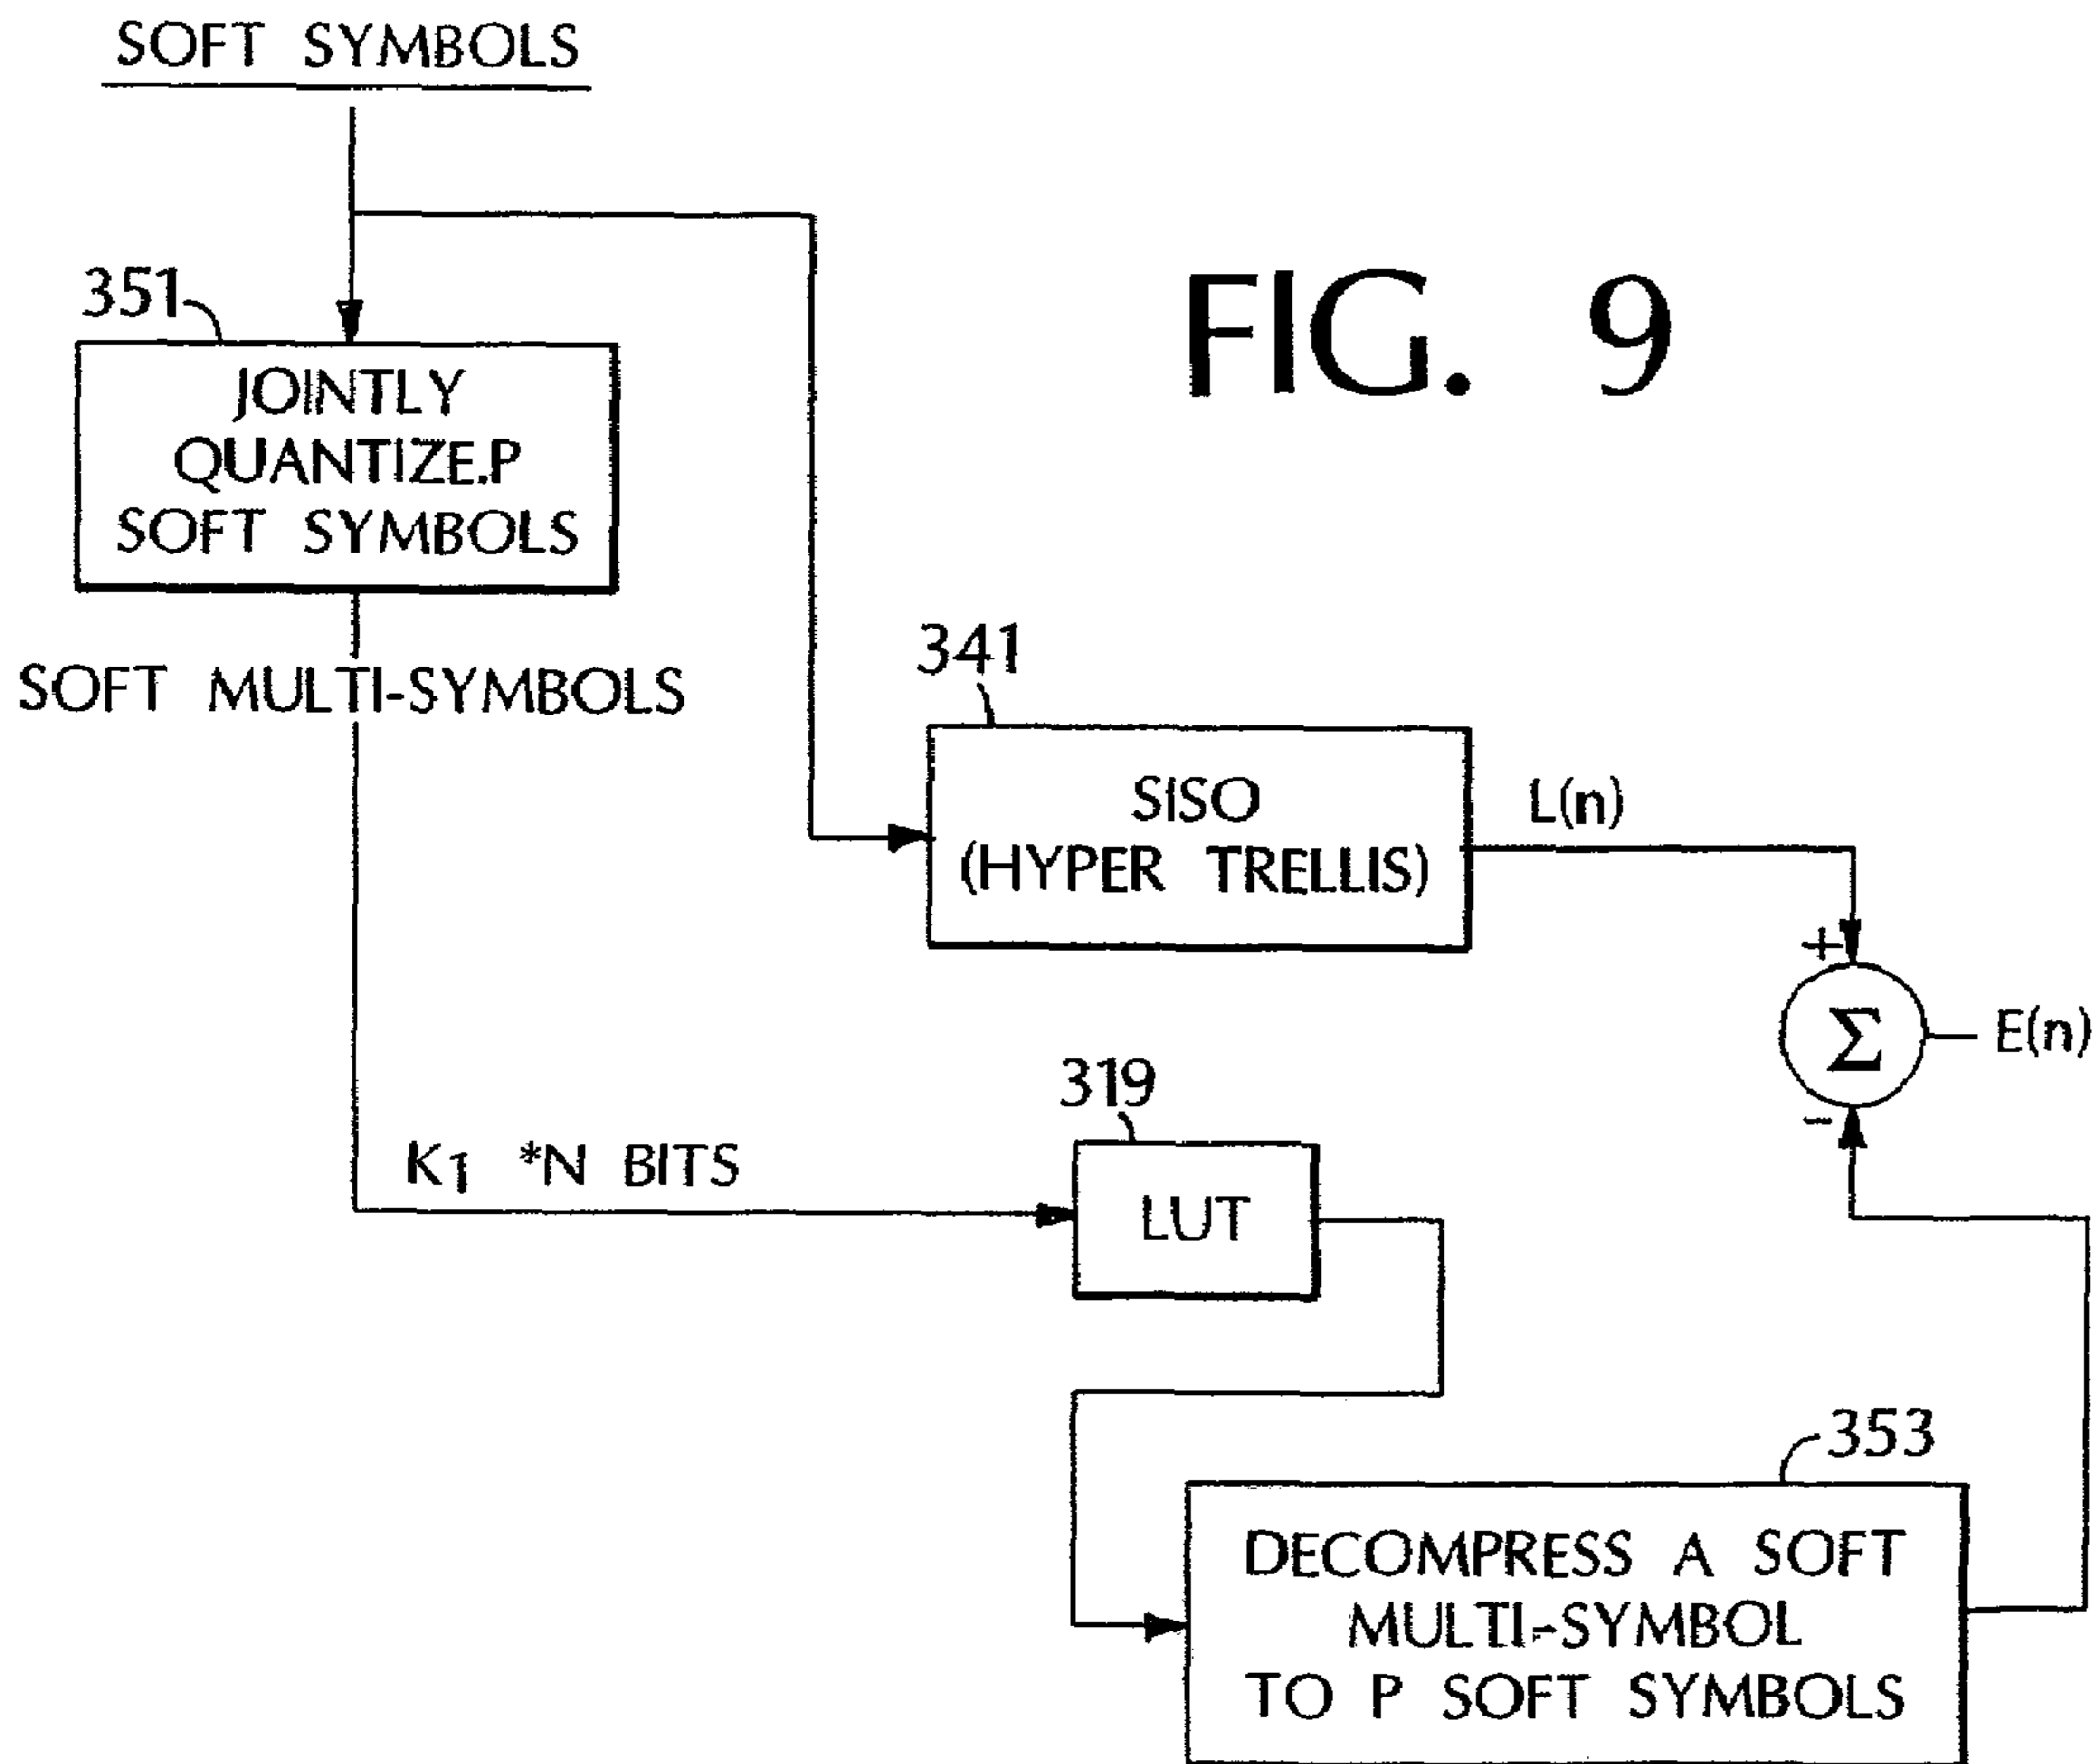 SOFT SYMBOLS
FIG. 9
351
JOINTLY
QUANTIZE.P
SOFT SYMBOLS
SOFT MULTI-SYMBOLS
341
SISO
(HYPER TRELLIS)
L(n)
+
Σ
E(n)
-
319
K1 *N BITS
LUT
353
DECOMPRESS A SOFT
MULTI-SYMBOL
TO P SOFT SYMBOLS